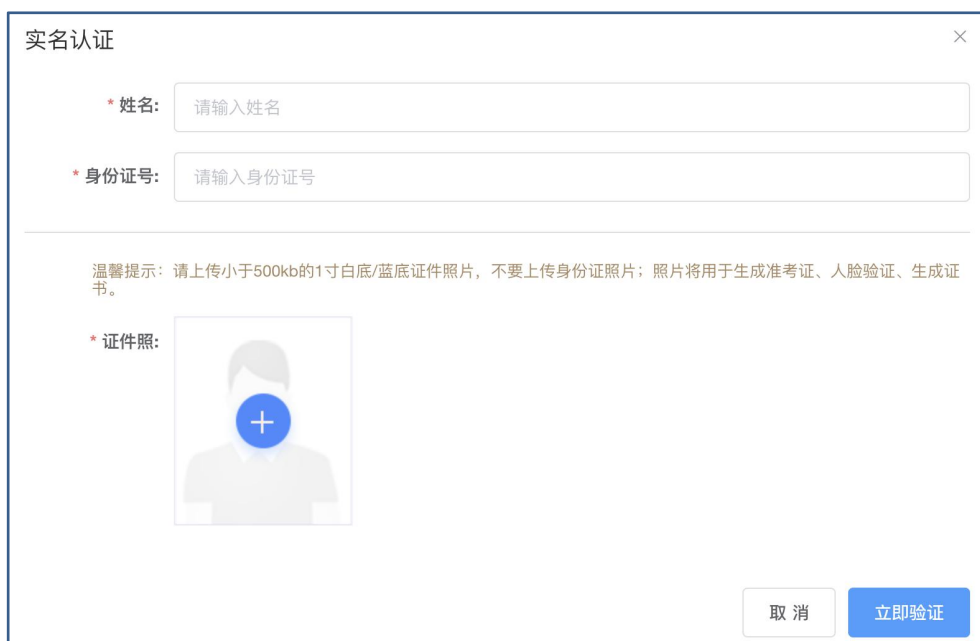 实名认证
* 姓名: 请输入姓名
* 身份证号: 请输入身份证号
温馨提示：请上传小于500kb的1寸白底/蓝底证件照片，不要上传身份证照片；照片将用于生成准考证、人脸验证、生成证
书。
* 证件照:
取 消 立即验证